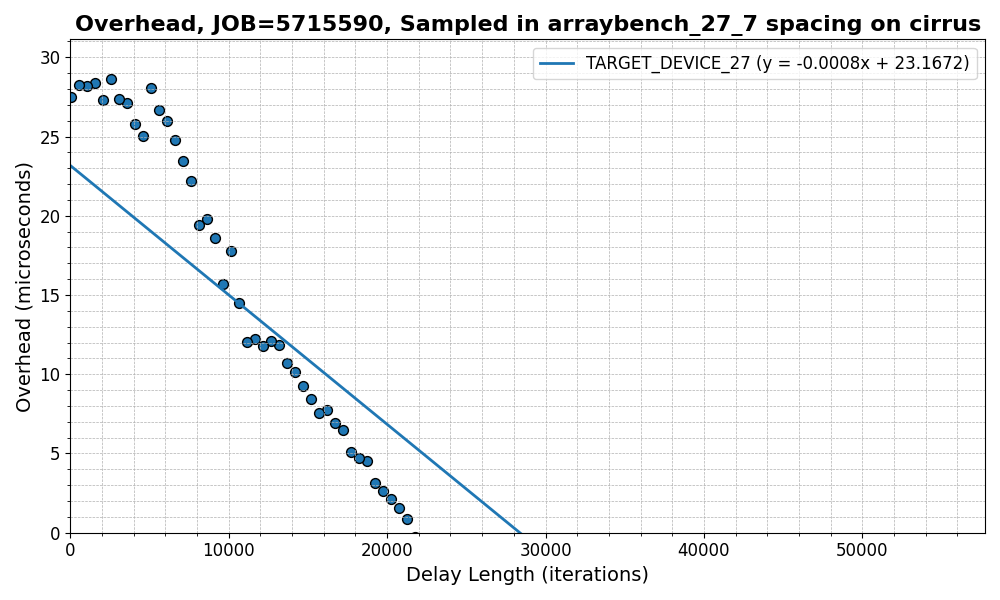 Overhead, JOB=5715590, Sampled in arraybench_27_7 spacing on cirrus
TARGET_DEVICE_27 (y = -0.0008x + 23.1672)
Overhead (microseconds)
30
25
20
15
10
5
0
0 10000 20000 30000 40000 50000
Delay Length (iterations)